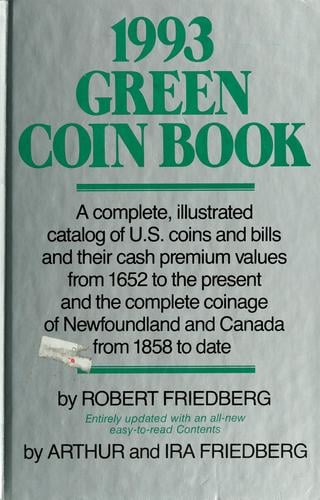 1993
GREEN
COIN BOOK
A complete, illustrated
catalog of U.S. coins and bills
and their cash premium values
from 1652 to the present
and the complete coinage
of Newfoundland and Canada
from 1858 to date
by ROBERT FRIEDBERG
Entirely updated with an all-new
easy-to-read Contents
by ARTHUR and IRA FRIEDBERG